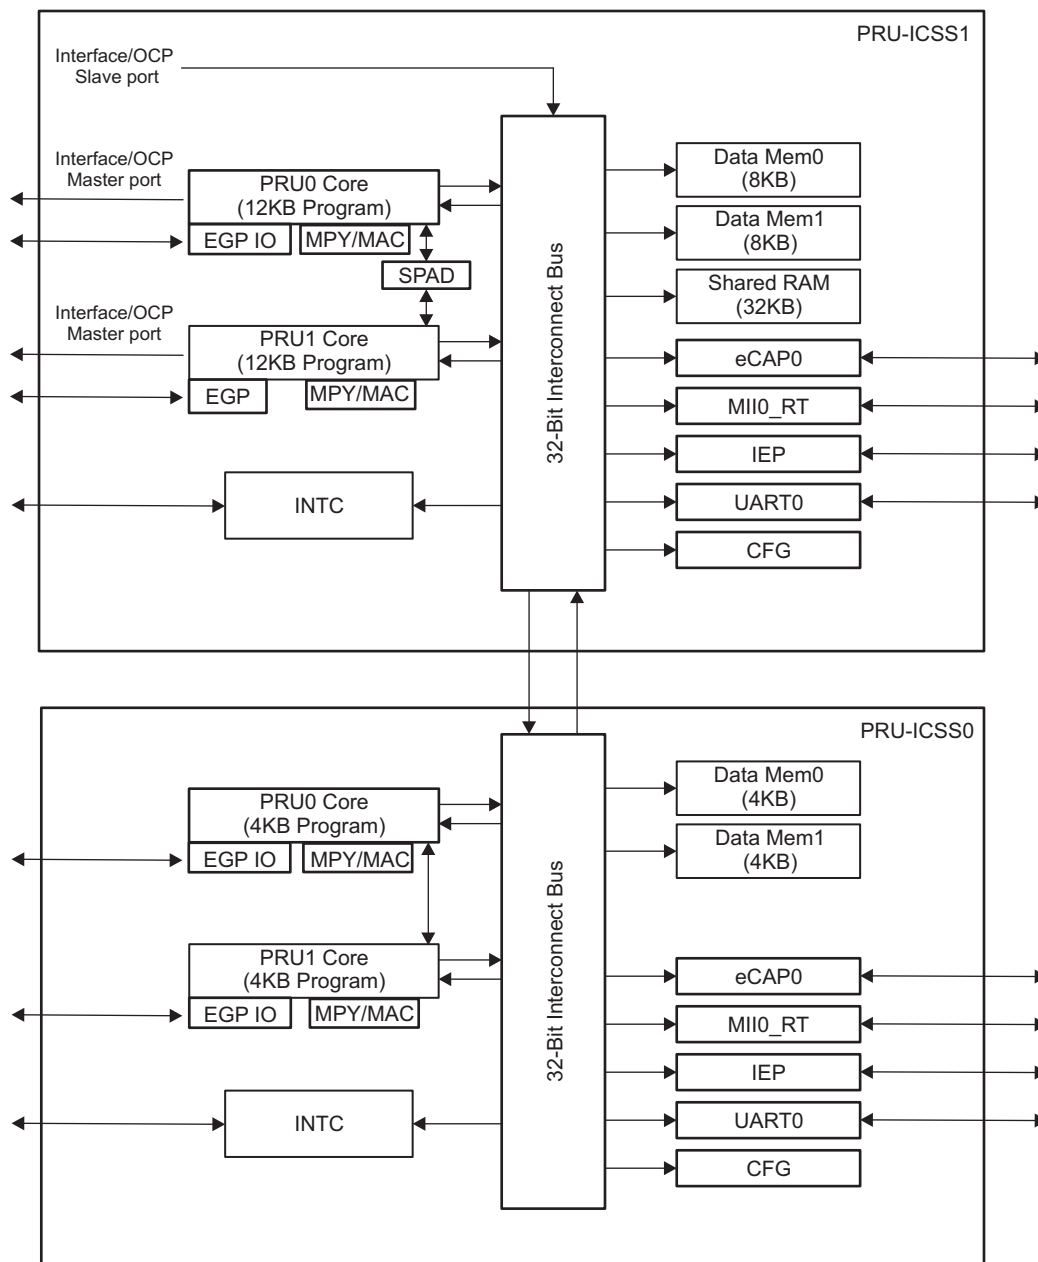 PRU-ICSS1
Interface/OCP
Slave port
Interface/OCP
Master port
PRU0 Core
(12KB Program)
EGP IO
MPY/MAC
SPAD
Interface/OCP
Master port
PRU1 Core
(12KB Program)
EGP
MPY/MAC
INTC
32-Bit Interconnect Bus
Data Mem0
(8KB)
Data Mem1
(8KB)
Shared RAM
(32KB)
eCAP0
MII0_RT
IEP
UART0
CFG
PRU-ICSS0
PRU0 Core
(4KB Program)
EGP IO
MPY/MAC
PRU1 Core
(4KB Program)
EGP IO
MPY/MAC
INTC
32-Bit Interconnect Bus
Data Mem0
(4KB)
Data Mem1
(4KB)
eCAP0
MII0_RT
IEP
UART0
CFG